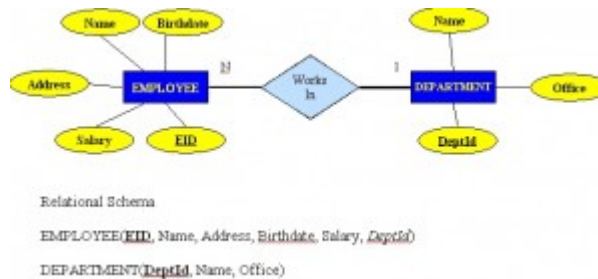 Name Birthdate Name
Address EMPLOYEE N Works In 1 DEPARTMENT Office
Salary EID DeptId
Relational Schema
EMPLOYEE(EID, Name, Address, Birthdate, Salary, DeptId)
DEPARTMENT(DeptId, Name, Office)